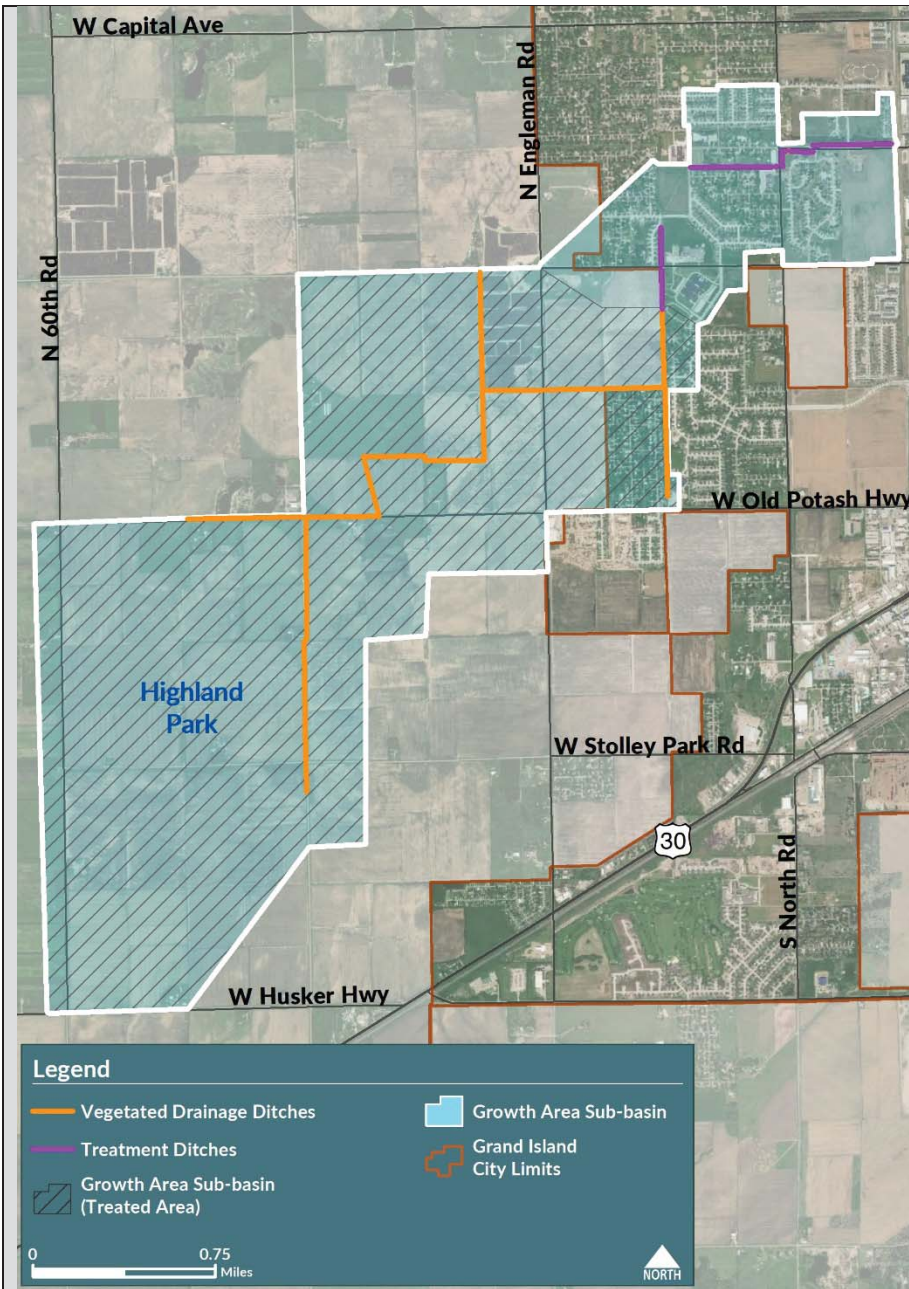 W Capital Ave
N Engleman Rd
N 60th Rd
W Old Potash Hwy
Highland
Park
W Stolley Park Rd
30
S North Rd
W Husker Hwy
Legend
Vegetated Drainage Ditches
Treatment Ditches
Growth Area Sub-basin
(Treated Area)
Growth Area Sub-basin
Grand Island
City Limits
0 0.75
Miles
NORTH